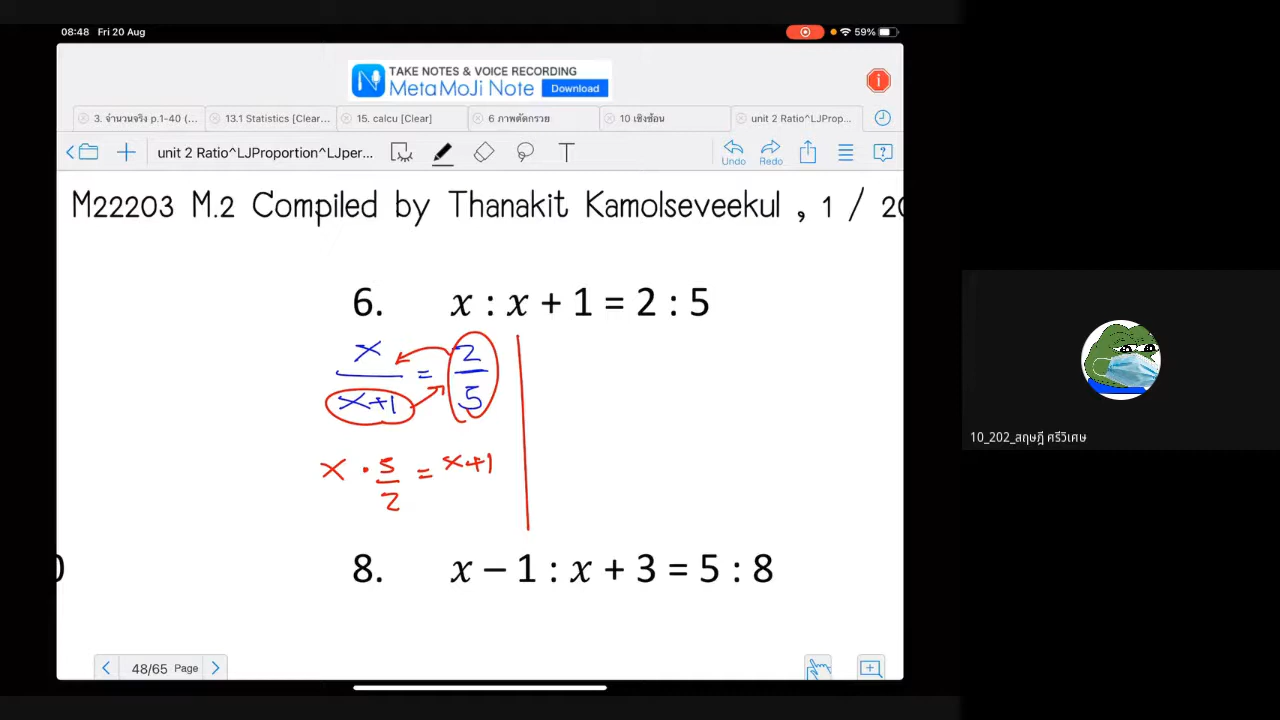 08:48 Fri 20 Aug
59%
TAKE NOTES & VOICE RECORDING
MetaMoJi Note
Download
3. จำนวนจริง p.1-40 (...
13.1 Statistics [Clear...
15. calcu [Clear]
6 ภาพตัดกรวย
10 เชิงซ้อน
unit 2 Ratio^LJProp...
unit 2 Ratio^LJProportion^LJper...
T
Undo
Redo
M22203 M.2 Compiled by Thanakit Kamolseveekul , 1 / 20
6. x : x + 1 = 2 : 5
x/x+1 = 2/5
x · 5/2 = x+1
8. x − 1 : x + 3 = 5 : 8
48/65 Page
10_202_สฤษฎี ศรีวิเศษ